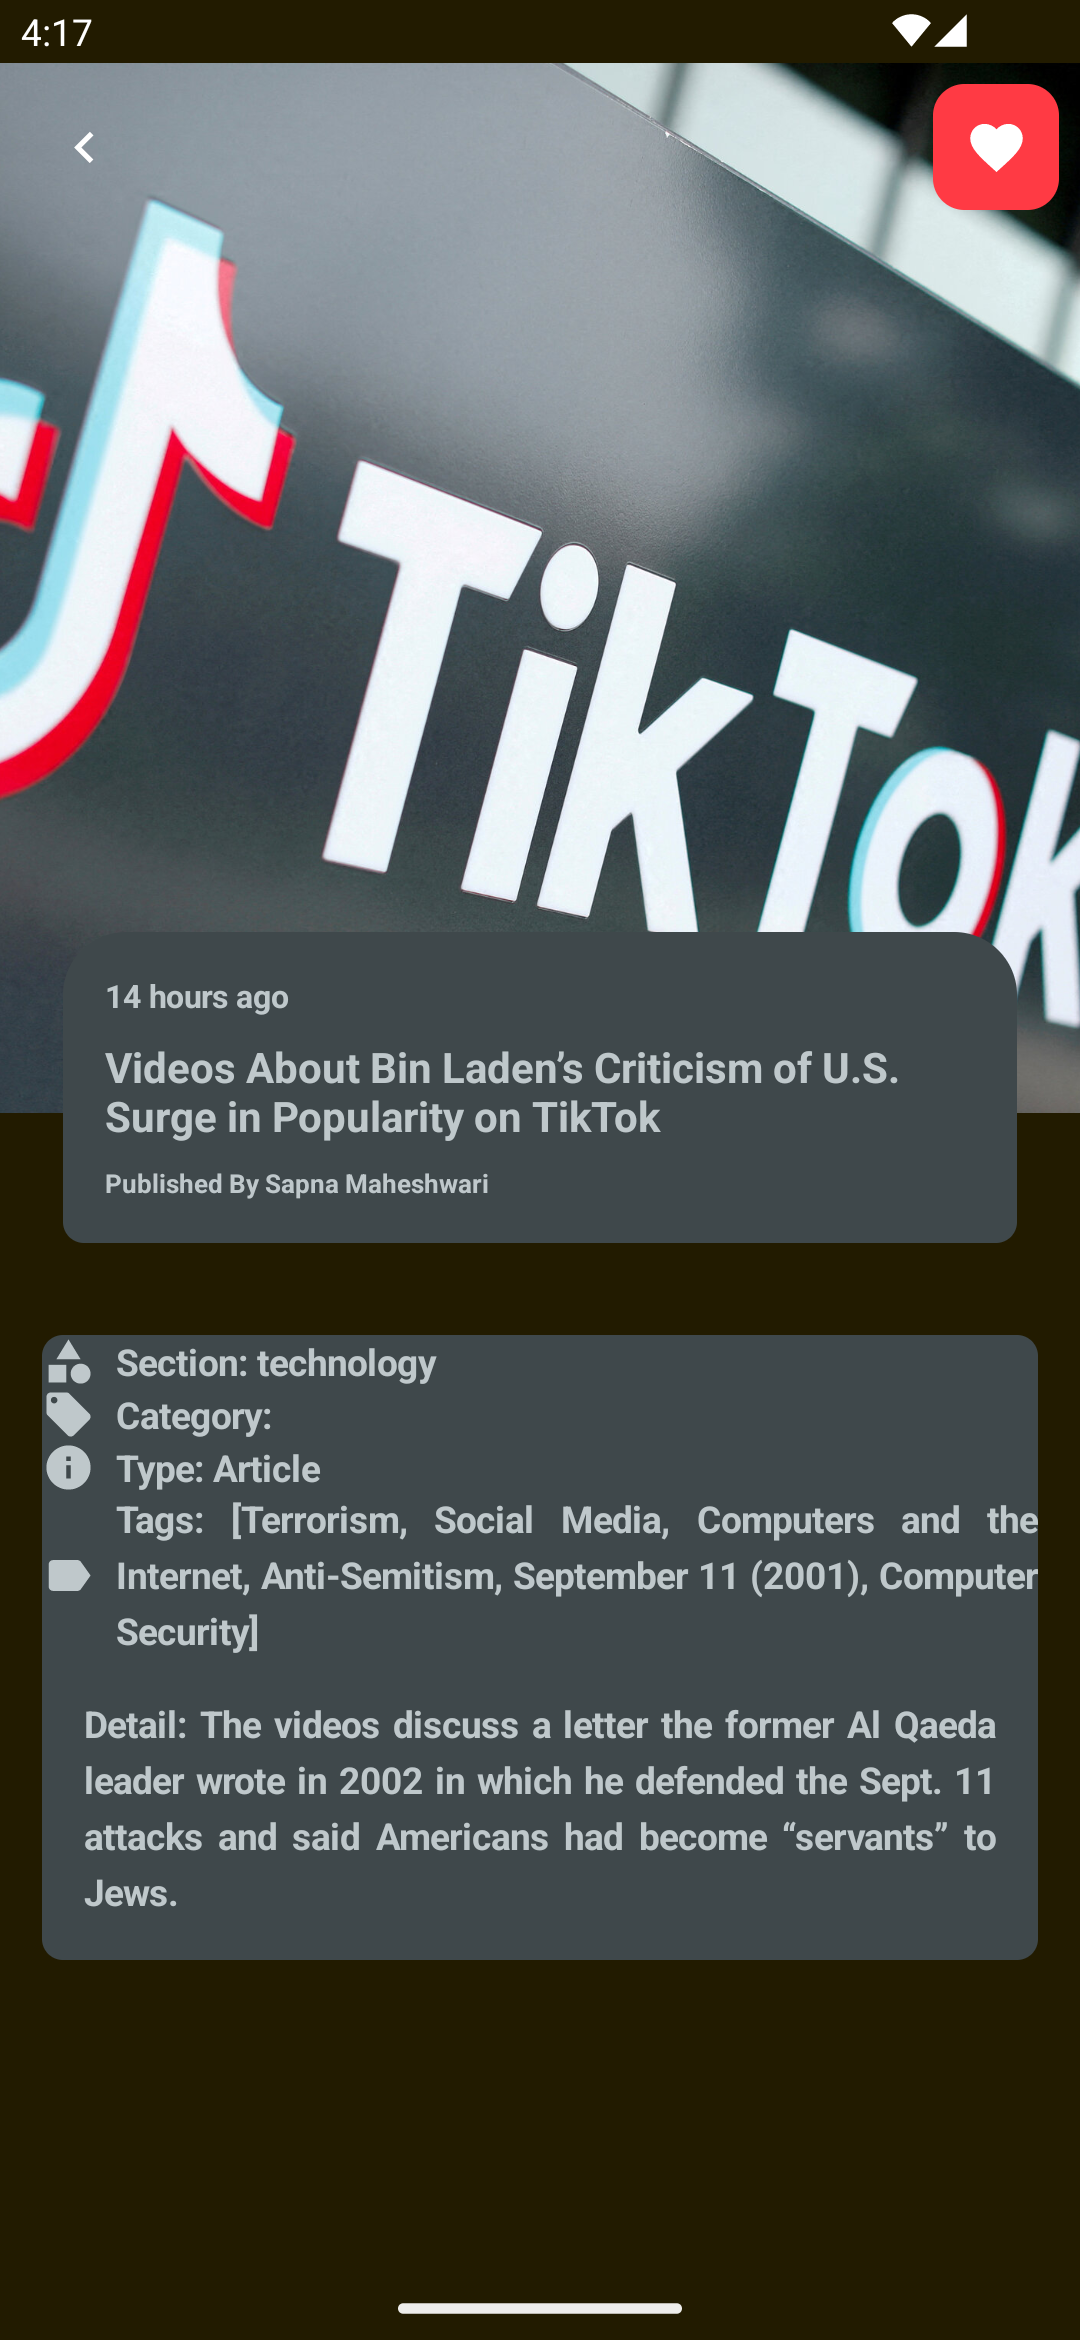 4:17
TikTok
14 hours ago
Videos About Bin Laden’s Criticism of U.S.
Surge in Popularity on TikTok
Published By Sapna Maheshwari
Section: technology
Category:
Type: Article
Tags: [Terrorism, Social Media, Computers and the
Internet, Anti-Semitism, September 11 (2001), Computer
Security]
Detail: The videos discuss a letter the former Al Qaeda
leader wrote in 2002 in which he defended the Sept. 11
attacks and said Americans had become “servants” to
Jews.